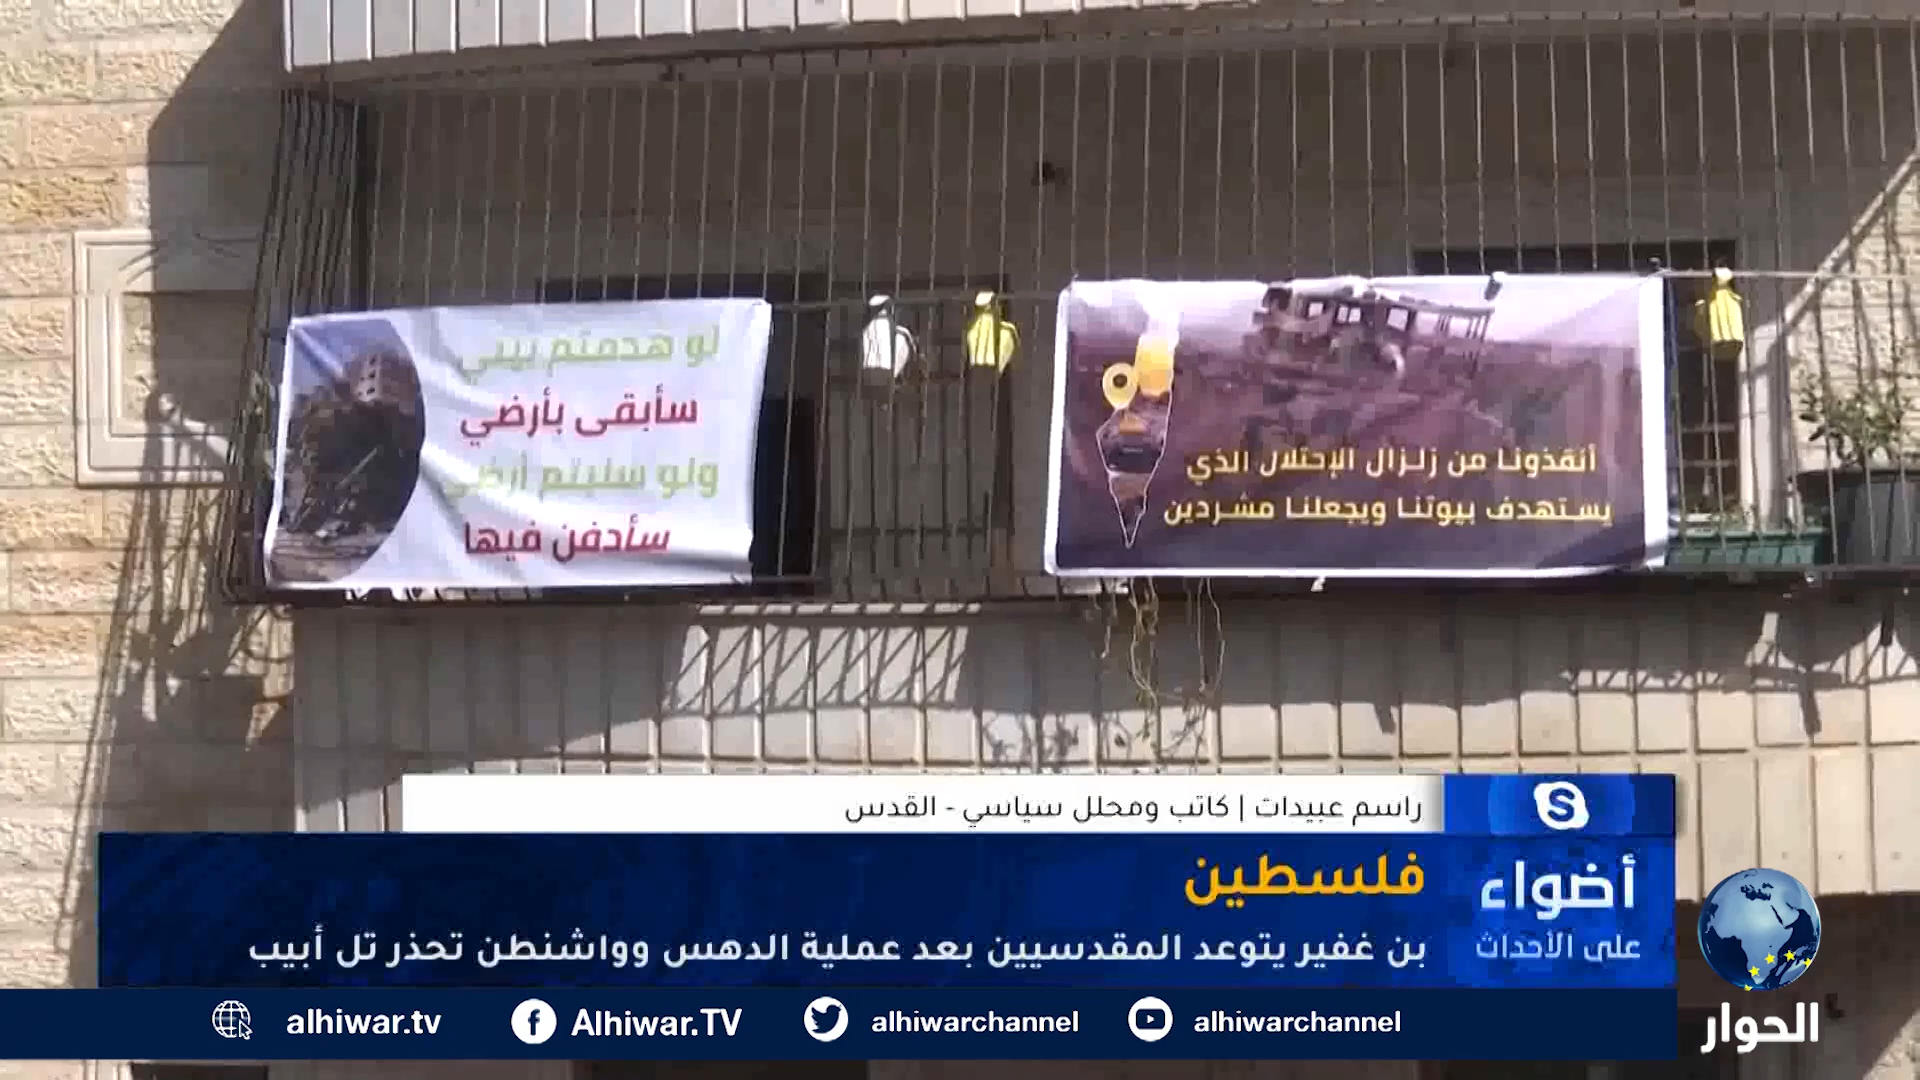 لو هدمتم بيتي
سأبقى بأرضي
ولو سلبتم أرضي
سأدفن فيها
أنقذونا من زلزال الإحتلال الذي
يستهدف بيوتنا ويجعلنا مشردين
راسم عبيدات | كاتب ومحلل سياسي - القدس
أضواء
على الأحداث
فلسطين
بن غفير يتوعد المقدسيين بعد عملية الدهس وواشنطن تحذر تل أبيب
alhiwar.tv
Alhiwar.TV
alhiwarchannel
alhiwarchannel
الحوار